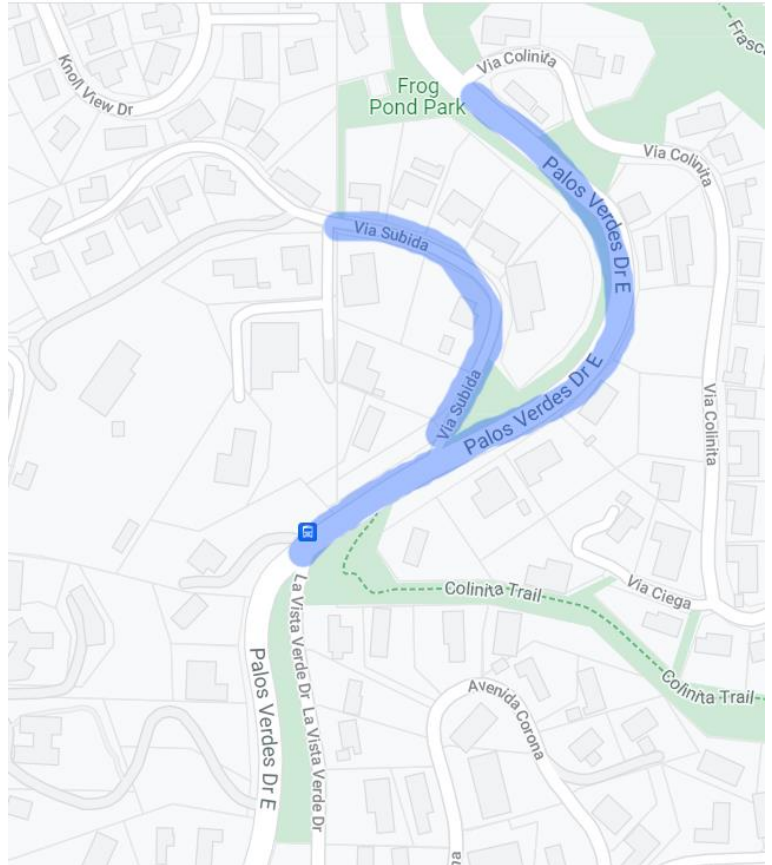 Via Colinita
Frasca
Knoll View Dr
Frog
Pond Park
Via Colinita
Palos Verdes Dr E
Via Subida
Via Subida
Palos Verdes Dr E
Via Colinita
La Vista Verde Dr
Colinita Trail
Via Ciega
Palos Verdes Dr E
La Vista Verde Dr
Avenida Corona
Colinita Trail